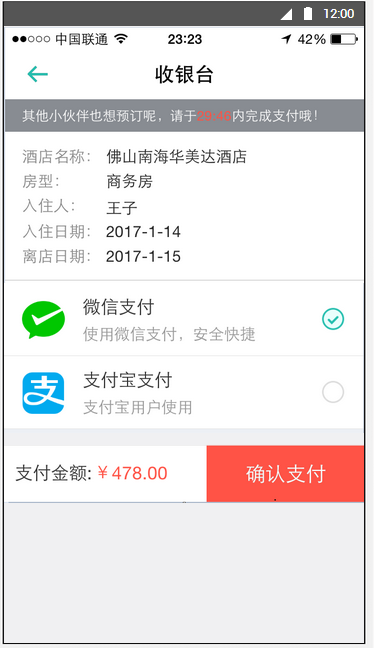 12:00
中国联通 23:23 42%
收银台
其他小伙伴也想预订呢，请于29:46内完成支付哦！
酒店名称： 佛山南海华美达酒店
房型： 商务房
入住人： 王子
入住日期： 2017-1-14
离店日期： 2017-1-15
微信支付
使用微信支付，安全快捷
支 支付宝支付
支付宝用户使用
支付金额: ￥478.00 确认支付